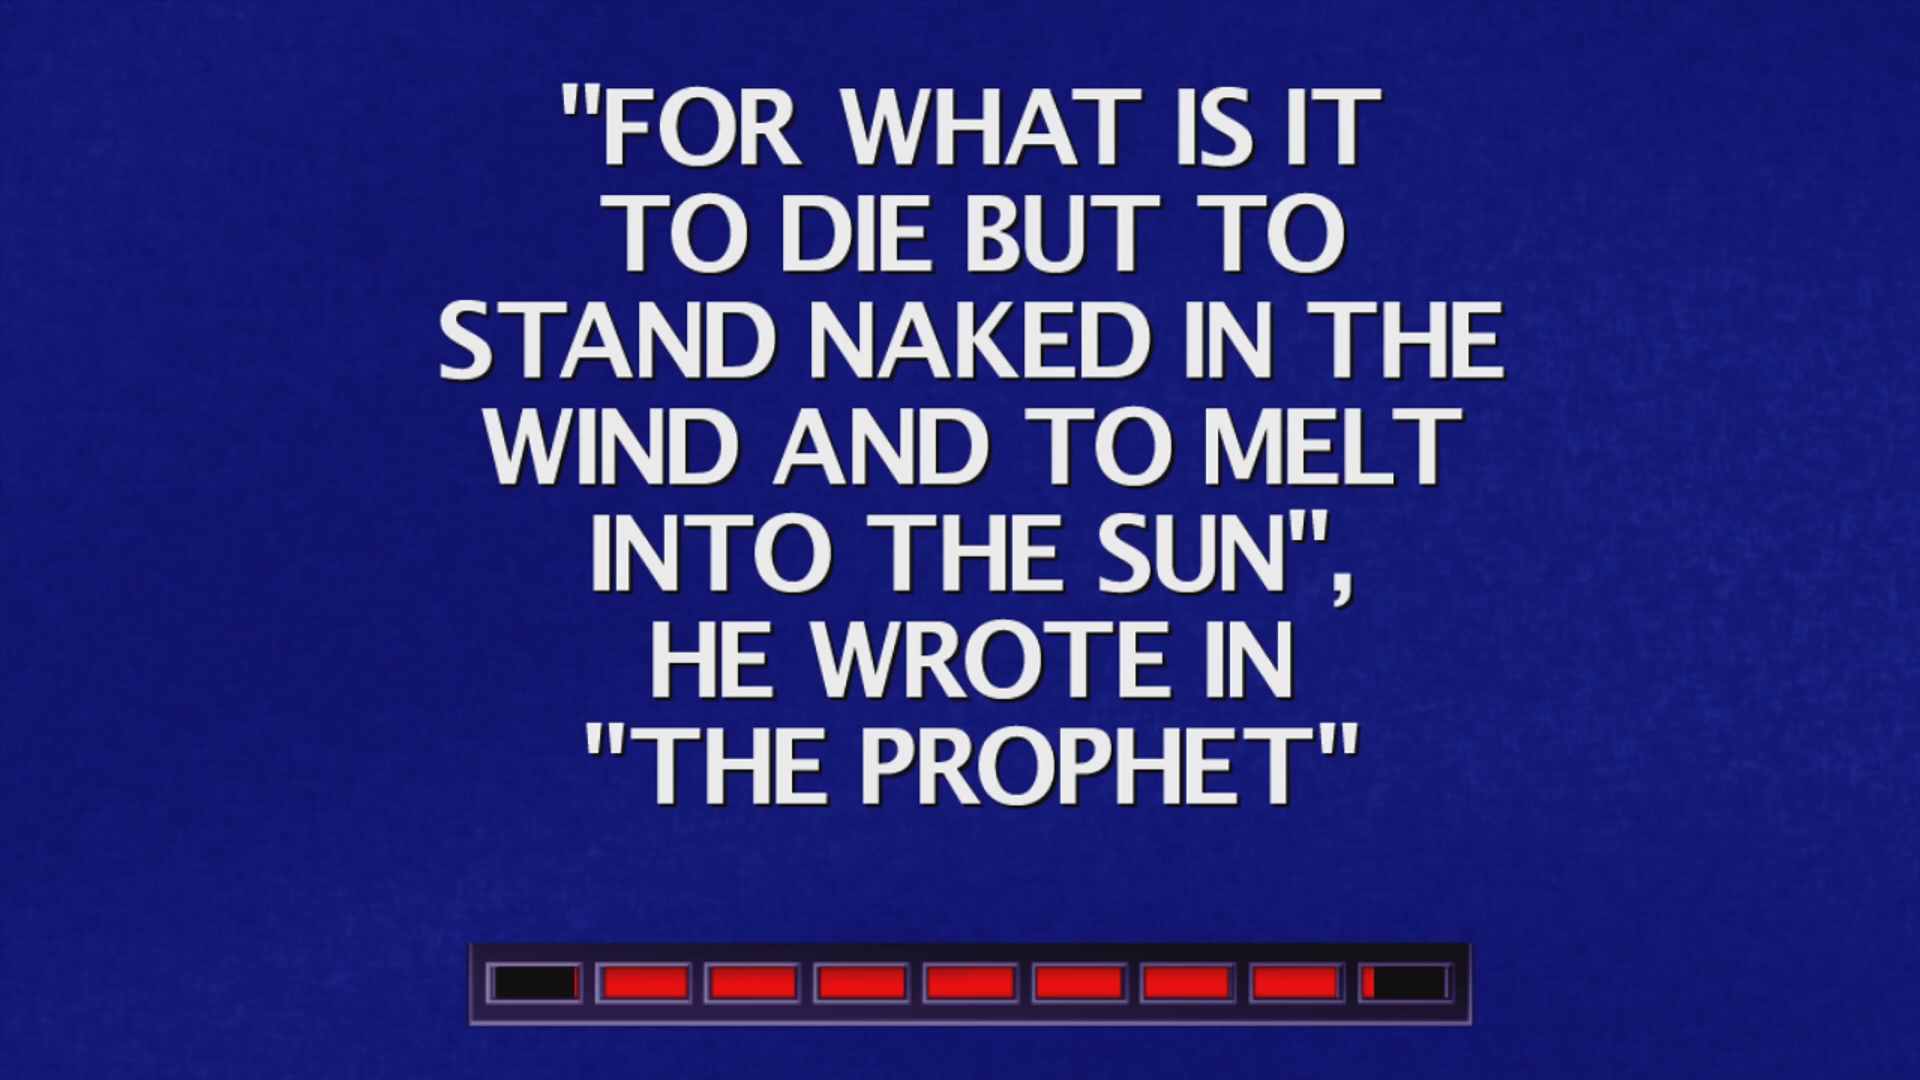 "FOR WHAT IS IT
TO DIE BUT TO
STAND NAKED IN THE
WIND AND TO MELT
INTO THE SUN",
HE WROTE IN
"THE PROPHET"